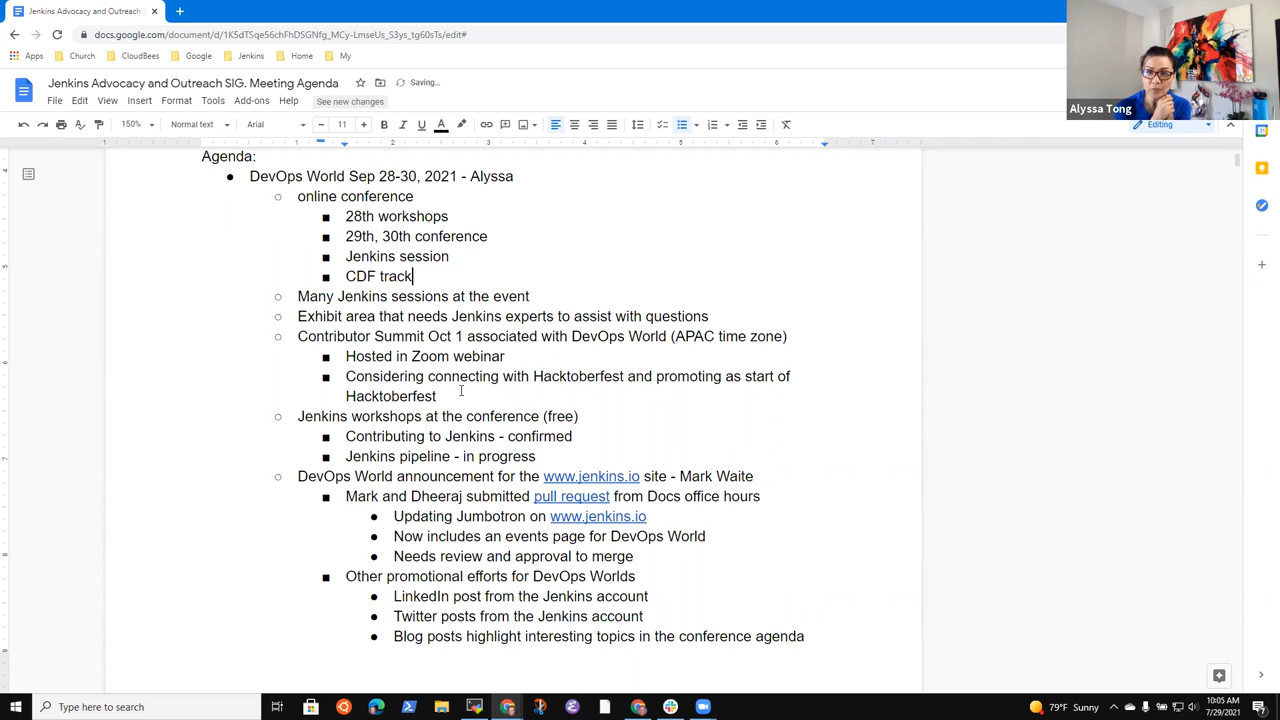 Jenkins Advocacy and Outreach S
docs.google.com/document/d/1K5dTSqe56chFhDSGNfg_MCy-LmseUs_S3ys_tg60sTs/edit#
Apps Church CloudBees Google Jenkins Home My
Alyssa Tong
Jenkins Advocacy and Outreach SIG. Meeting Agenda Saving...
File Edit View Insert Format Tools Add-ons Help See new changes
150% Normal text Arial 11 Editing
1 1 2 3 4 5 6 7
Agenda:
DevOps World Sep 28-30, 2021 - Alyssa
online conference
28th workshops
29th, 30th conference
Jenkins session
CDF track
Many Jenkins sessions at the event
Exhibit area that needs Jenkins experts to assist with questions
Contributor Summit Oct 1 associated with DevOps World (APAC time zone)
Hosted in Zoom webinar
Considering connecting with Hacktoberfest and promoting as start of
Hacktoberfest
Jenkins workshops at the conference (free)
Contributing to Jenkins - confirmed
Jenkins pipeline - in progress
DevOps World announcement for the www.jenkins.io site - Mark Waite
Mark and Dheeraj submitted pull request from Docs office hours
Updating Jumbotron on www.jenkins.io
Now includes an events page for DevOps World
Needs review and approval to merge
Other promotional efforts for DevOps Worlds
LinkedIn post from the Jenkins account
Twitter posts from the Jenkins account
Blog posts highlight interesting topics in the conference agenda
Type here to search
79°F Sunny
10:05 AM
7/29/2021